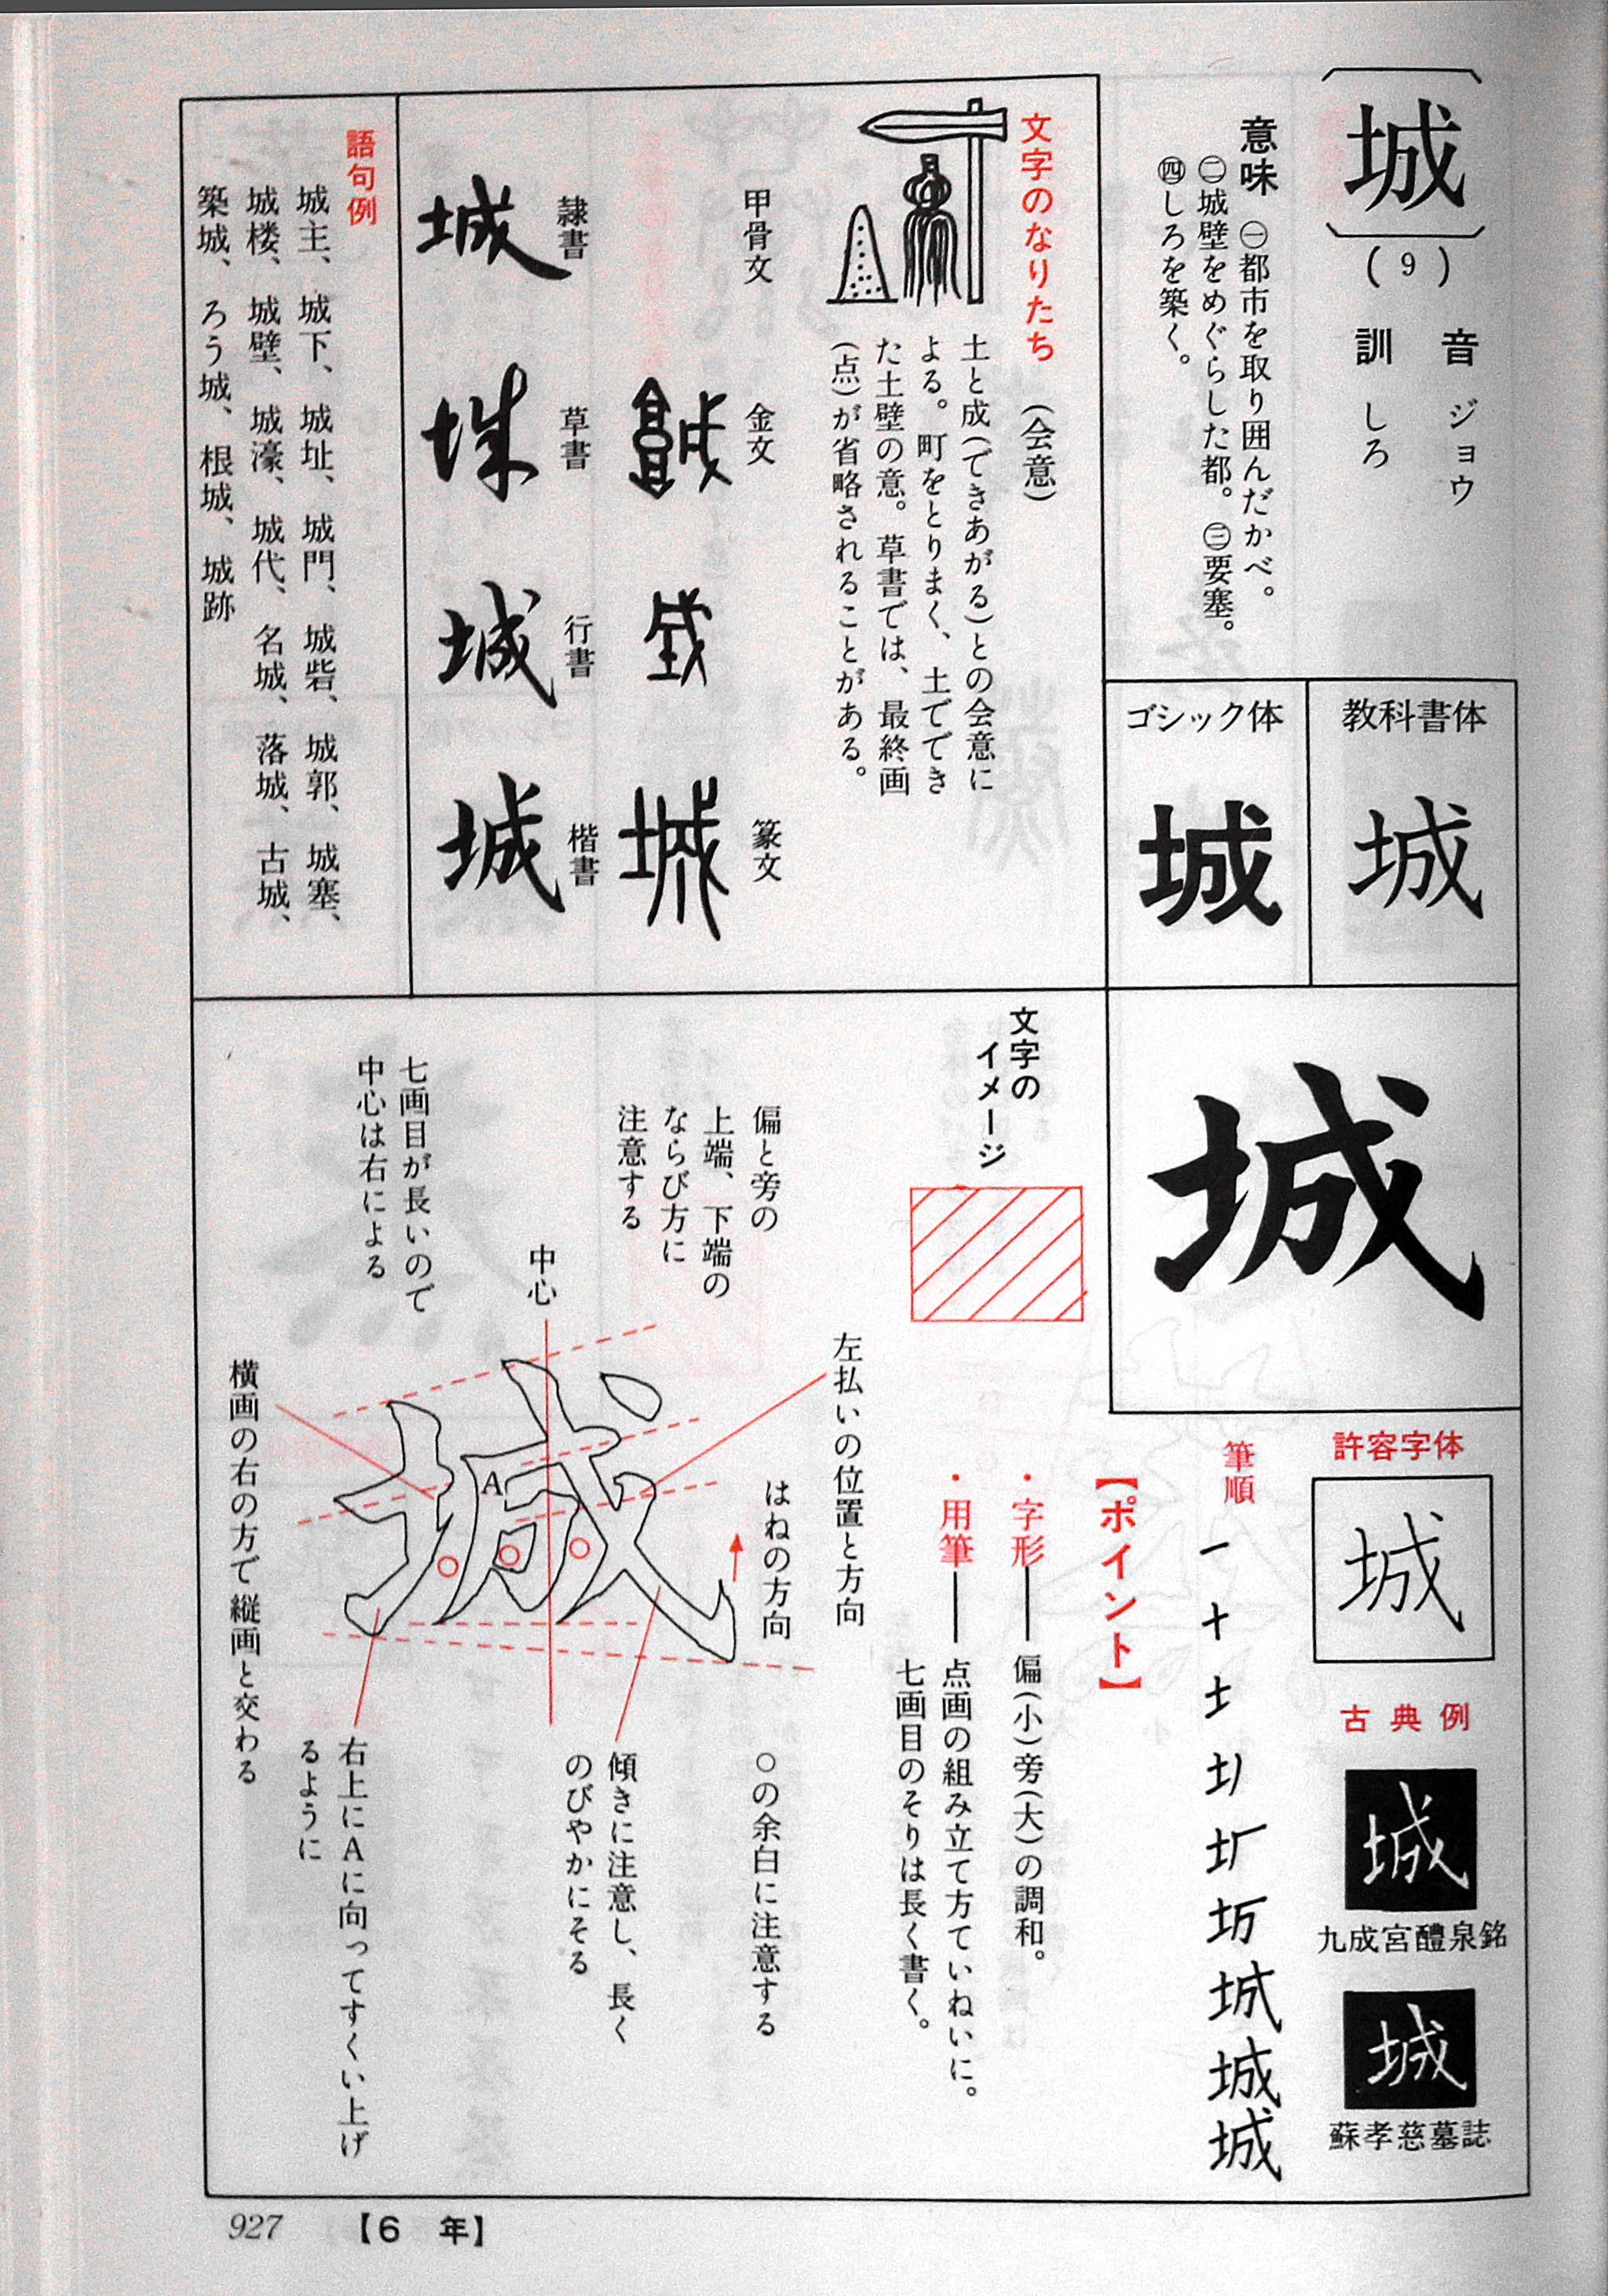 城
(9)
音 ジョウ
訓 しろ
意味 ㊀都市を取り囲んだかべ。
㊁城壁をめぐらした都。㊂要塞。
㊃しろを築く。
教科書体
城
ゴシック体
城
城
文字のなりたち (会意)
土と成(できあがる)との会意に
よる。町をとりまく、土ででき
た土壁の意。草書では、最終画
(点)が省略されることがある。
甲骨文
金文
篆文
隷書
城
草書
城
行書
城
楷書
城
語句例
城主、城下、城址、城門、城砦、城郭、城塞、
城楼、城壁、城濠、城代、名城、落城、古城、
築城、ろう城、根城、城跡
許容字体
城
古典例
城
九成宮醴泉銘
城
蘇孝慈墓誌
筆順
城
【ポイント】
・字形──偏(小)旁(大)の調和。
・用筆──点画の組み立て方ていねいに。
七画目のそりは長く書く。
文字の
イメージ
左払いの位置と方向
はねの方向
○の余白に注意する
偏と旁の
上端、下端の
ならび方に
注意する
中心
傾きに注意し、長く
のびやかにそる
七画目が長いので
中心は右による
A
右上にAに向ってすくい上げ
るように
横画の右の方で縦画と交わる
927 【6 年】